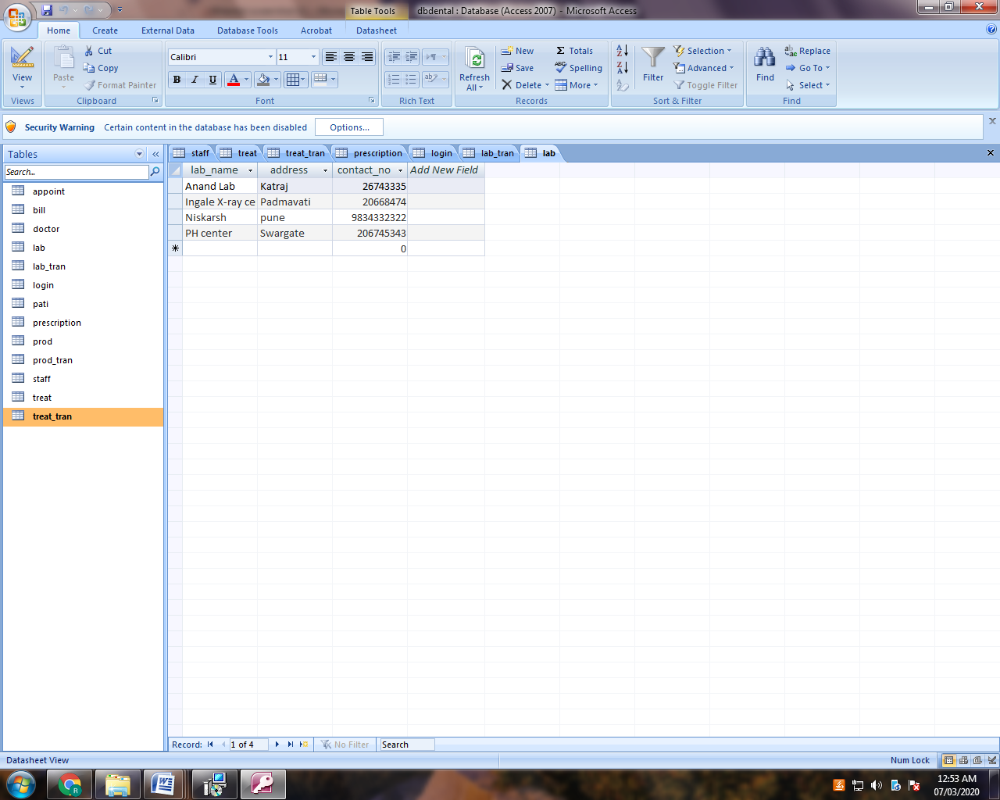 Table Tools dbdental : Database (Access 2007) - Microsoft Access
Home Create External Data Database Tools Acrobat Datasheet
View
Views
Paste
Cut
Copy
Format Painter
Clipboard
Calibri 11
B I U A
Font
Rich Text
Refresh All
New
Save
Delete
Σ Totals
Spelling
More
Records
Filter
Selection
Advanced
Toggle Filter
Sort & Filter
Find
Replace
Go To
Select
Find
Security Warning Certain content in the database has been disabled Options...
Tables
Search...
appoint
bill
doctor
lab
lab_tran
login
pati
prescription
prod
prod_tran
staff
treat
treat_tran
staff treat treat_tran prescription login lab_tran lab
lab_name address contact_no Add New Field
Anand Lab Katraj 26743335
Ingale X-ray ce Padmavati 20668474
Niskarsh pune 9834332322
PH center Swargate 206745343
0
Record: 1 of 4 No Filter Search
Datasheet View Num Lock
12:53 AM
07/03/2020